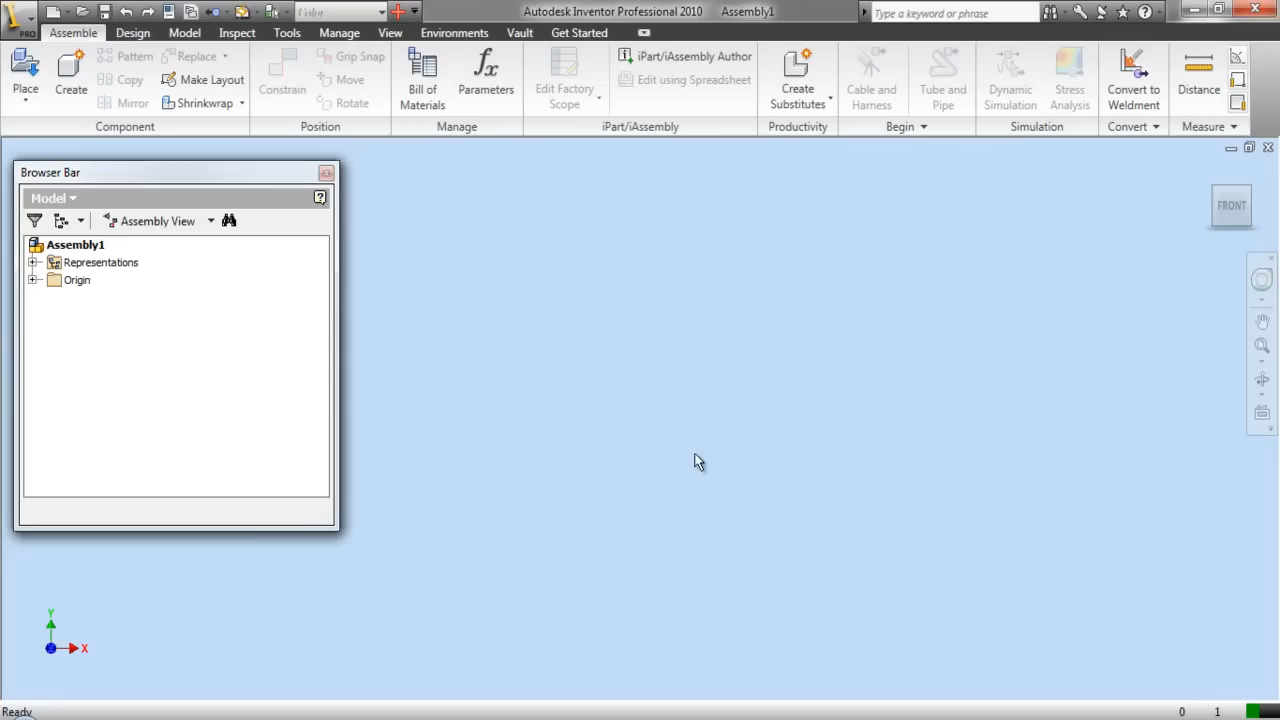 PRO
Color
Autodesk Inventor Professional 2010 Assembly1
Type a keyword or phrase
Assemble Design Model Inspect Tools Manage View Environments Vault Get Started
Place
Create
Pattern
Copy
Mirror
Replace
Make Layout
Shrinkwrap
Component
Constrain
Grip Snap
Move
Rotate
Position
Bill of
Materials
Parameters
Manage
Edit Factory
Scope
iPart/iAssembly Author
Edit using Spreadsheet
iPart/iAssembly
Create
Substitutes
Productivity
Cable and
Harness
Tube and
Pipe
Begin
Dynamic
Simulation
Stress
Analysis
Simulation
Convert to
Weldment
Convert
Distance
Measure
Browser Bar
Model
Assembly View
Assembly1
Representations
Origin
FRONT
Y
X
Ready
0 1